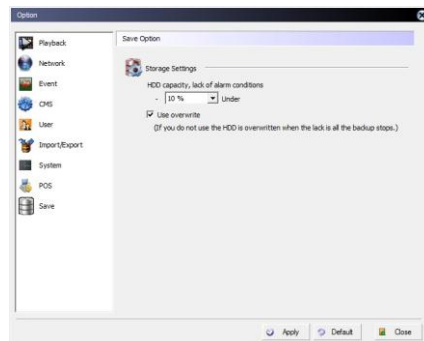 Option
Playback
Network
Event
CMS
User
Import/Export
System
POS
Save
Save Option
Storage Settings
HDD capacity, lack of alarm conditions
- 10 % Under
Use overwrite
(If you do not use the HDD is overwritten when the lack is all the backup stops.)
Apply Default Close